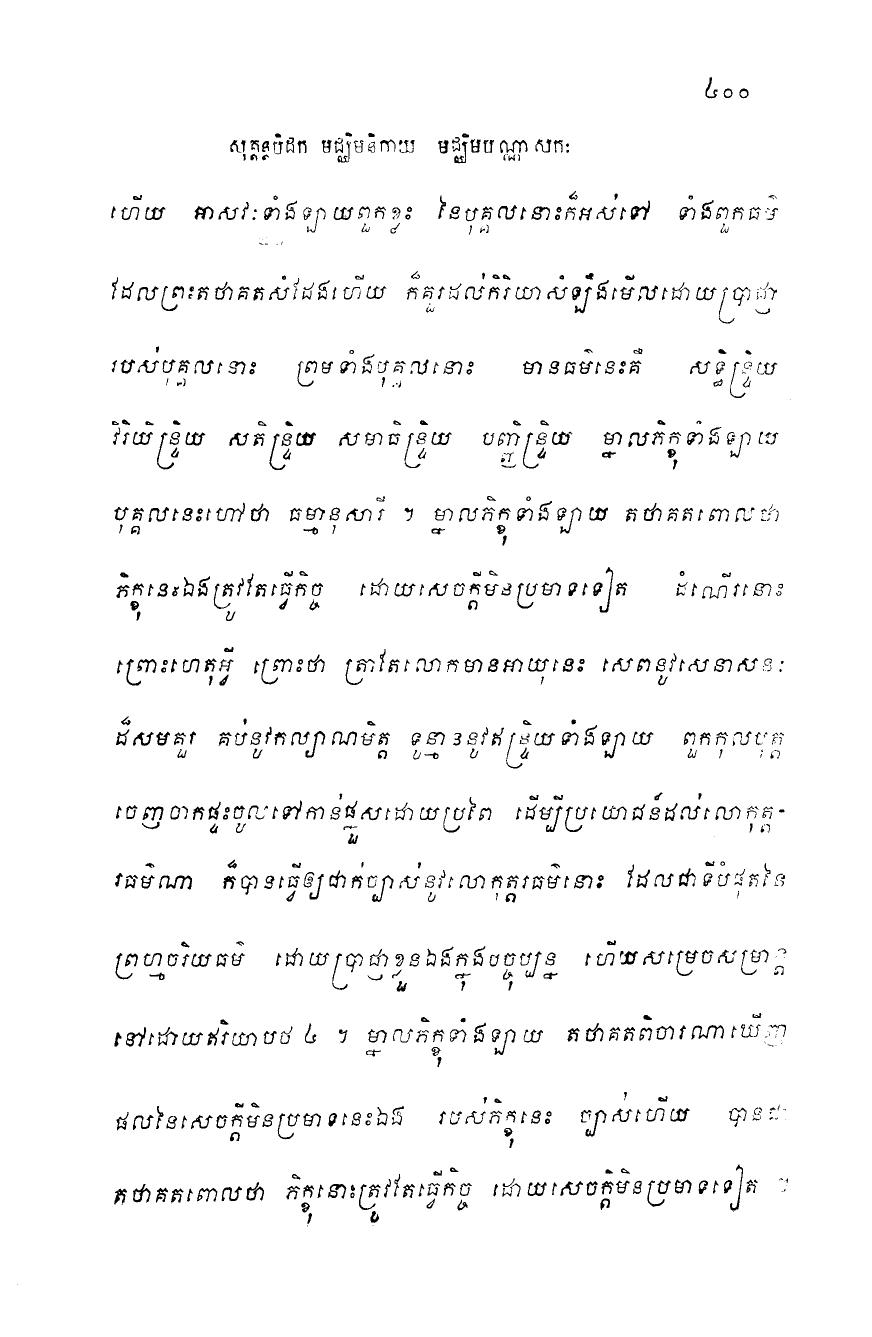 ៤០០
សុត្តន្តបិដក មជ្ឈិមនិកាយ មជ្ឈិមបណ្ណាសកៈ
ហើយ អាសវៈទាំងឡាយពួកខ្លះ នៃបុគ្គលនោះក៏អស់ទៅ ទាំងពួកធម៌
ដែលព្រះតថាគតសំដែងហើយ ក៏គួរដល់កិរិយាសំឡឹងមើលដោយប្រាជ្ញា
របស់បុគ្គលនោះ ព្រមទាំងបុគ្គលនោះ មានធម៌នេះគឺ សទ្ធិន្ទ្រិយ
វិរិយិន្ទ្រិយ សតិន្ទ្រិយ សមាធិន្ទ្រិយ បញ្ញិន្ទ្រិយ ម្នាលភិក្ខុទាំងឡាយ
បុគ្គលនេះហៅថា ធម្មានុសារី ។ ម្នាលភិក្ខុទាំងឡាយ តថាគតពោលថា
ភិក្ខុនេះឯងត្រូវតែធ្វើកិច្ច ដោយសេចក្តីមិនប្រមាទទៀត ដំណើរនោះ
ព្រោះហេតុអ្វី ព្រោះថា ត្រាតែលោកមានអាយុនេះ សេពនូវសេនាសនៈ
ដ៏សមគួរ គប់នូវកល្យាណមិត្ត ទូន្មាននូវឥន្ទ្រិយទាំងឡាយ ពួកកុលបុត្ត
ចេញចាកផ្ទះចូលទៅកាន់ផ្នួសដោយប្រពៃ ដើម្បីប្រយោជន៍ដល់លោកុត្ត-
រធម៌ណា ក៏បានធ្វើឲ្យជាក់ច្បាស់នូវលោកុត្តរធម៌នោះ ដែលជាទីបំផុតនៃ
ព្រហ្មចរិយធម៌ ដោយប្រាជ្ញាខ្លួនឯងក្នុងបច្ចុប្បន្ន ហើយសម្រេចសម្រាន្ត
នៅដោយឥរិយាបថ ៤ ។ ម្នាលភិក្ខុទាំងឡាយ តថាគតពិចារណាឃើញ
ផលនៃសេចក្តីមិនប្រមាទនេះឯង របស់ភិក្ខុនេះ ច្បាស់ហើយ បានជា
តថាគតពោលថា ភិក្ខុនោះត្រូវតែធ្វើកិច្ច ដោយសេចក្តីមិនប្រមាទទៀត ។